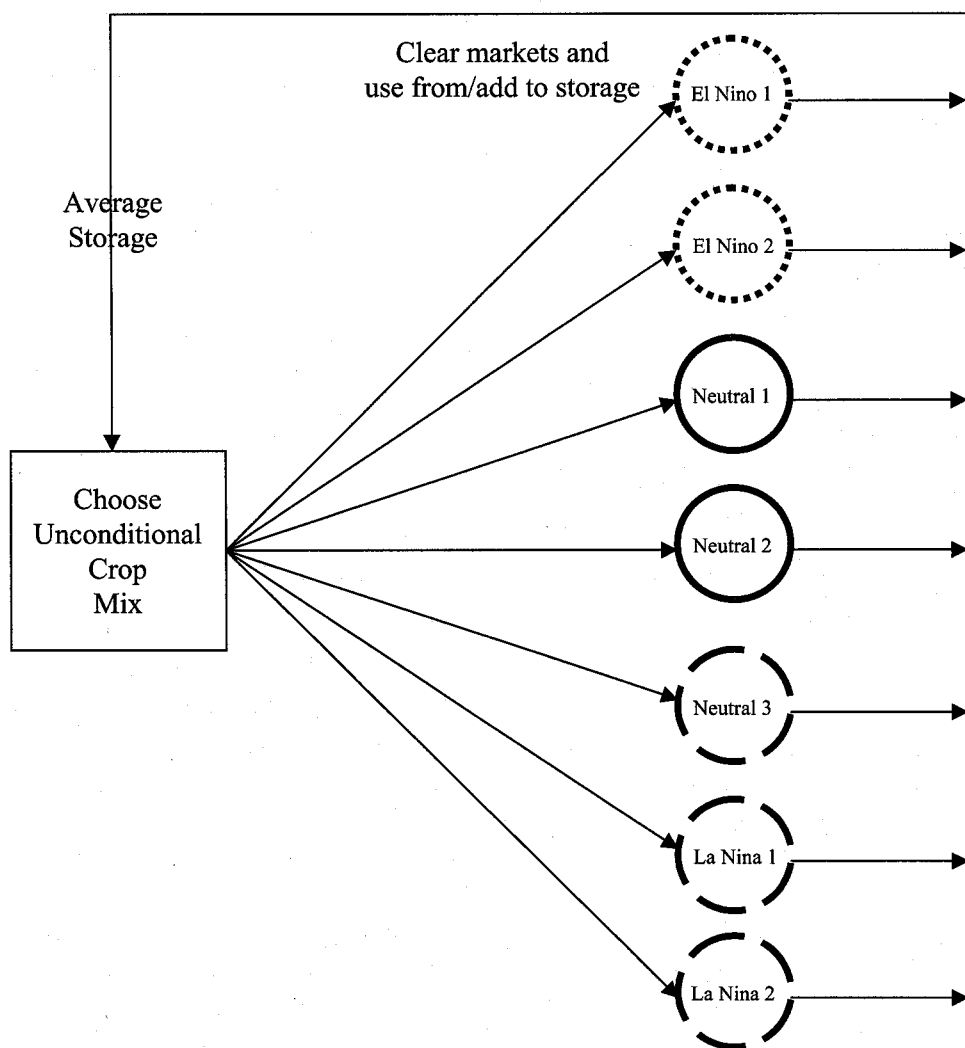 Clear markets and
use from/add to storage
El Nino 1
Average
Storage
El Nino 2
Neutral 1
Choose
Unconditional
Crop
Mix
Neutral 2
Neutral 3
La Nina 1
La Nina 2